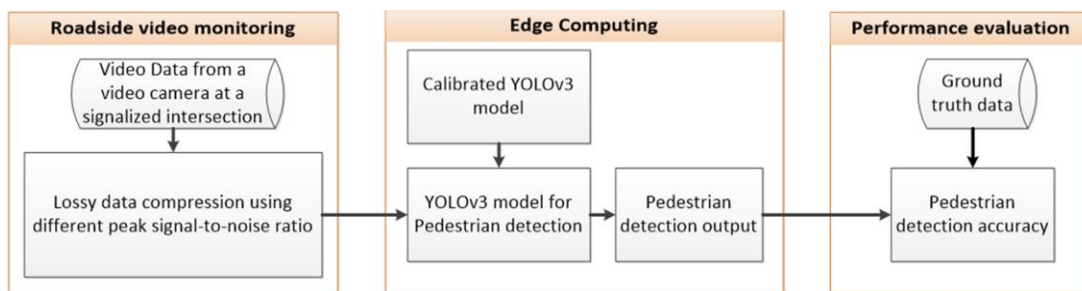 Roadside video monitoring
Video Data from a
video camera at a
signalized intersection
Lossy data compression using
different peak signal-to-noise ratio
Edge Computing
Calibrated YOLOv3
model
YOLOv3 model for
Pedestrian detection
Pedestrian
detection output
Performance evaluation
Ground
truth data
Pedestrian
detection accuracy